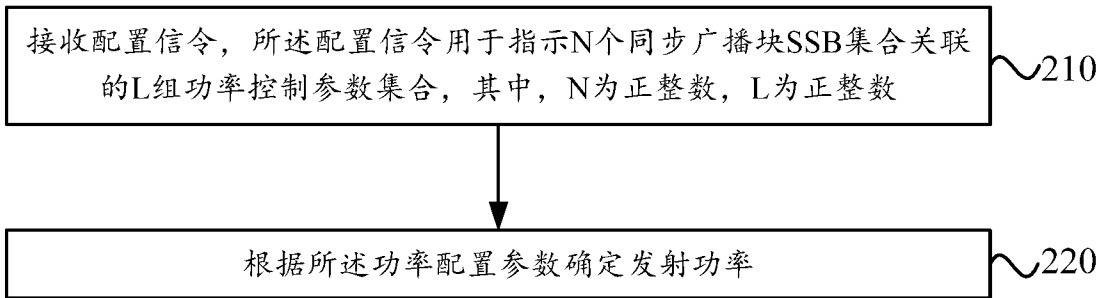 接收配置信令，所述配置信令用于指示N个同步广播块SSB集合关联
的L组功率控制参数集合，其中，N为正整数，L为正整数
210
根据所述功率配置参数确定发射功率
220